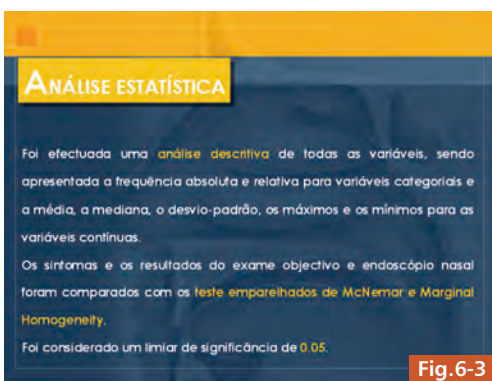 ANÁLISE ESTATÍSTICA
Foi efectuada uma análise descritiva de todas as variáveis, sendo
apresentada a frequência absoluta e relativa para variáveis categoriais e
a média, a mediana, o desvio-padrão, os máximos e os mínimos para as
variáveis contínuas.
Os sintomas e os resultados do exame objectivo e endoscópio nasal
foram comparados com os teste emparelhados de McNemar e Marginal
Homogeneity.
Foi considerado um limiar de significância de 0.05.
Fig.6-3